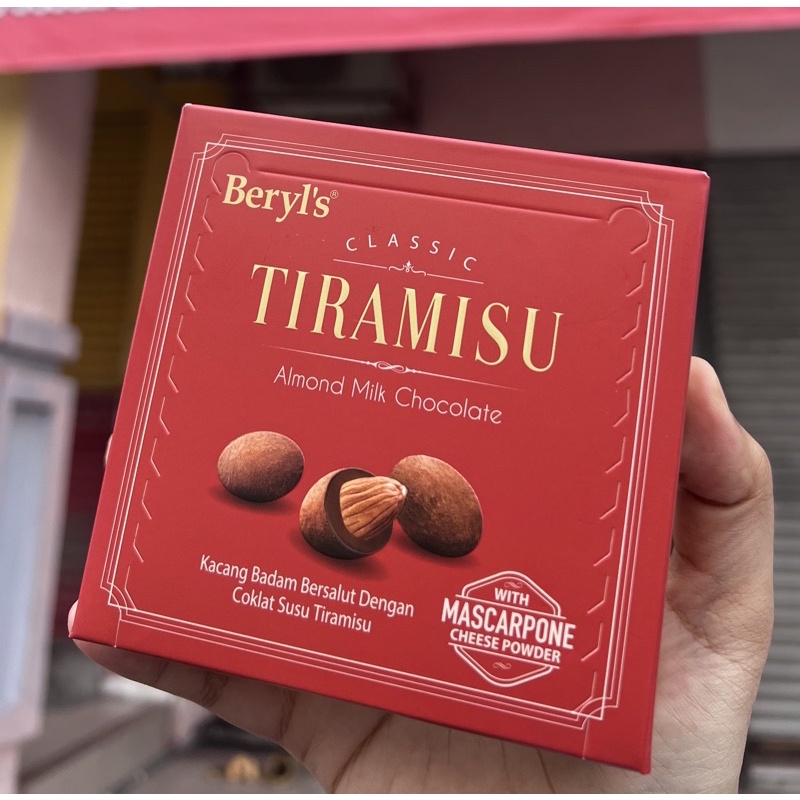 Beryl's®
CLASSIC
TIRAMISU
Almond Milk Chocolate
Kacang Badam Bersalut Dengan
Coklat Susu Tiramisu
WITH
MASCARPONE
CHEESE POWDER